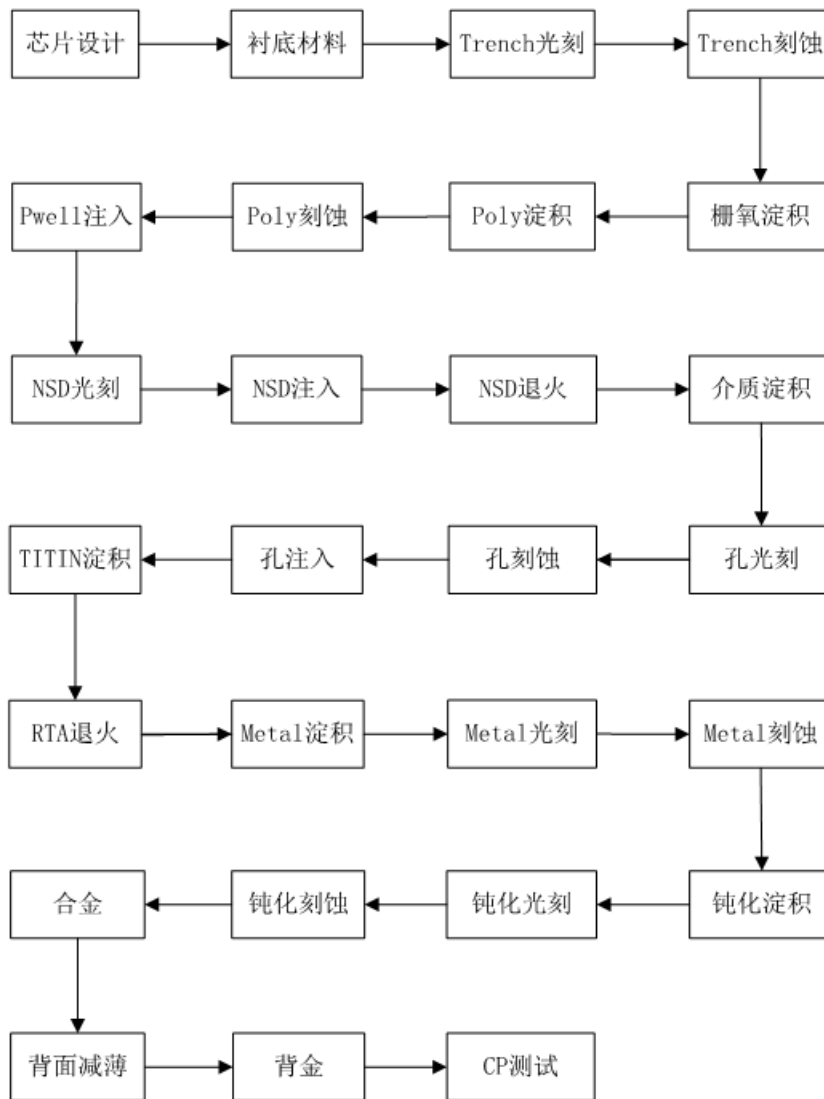 芯片设计
衬底材料
Trench光刻
Trench刻蚀
Pwell注入
Poly刻蚀
Poly淀积
栅氧淀积
NSD光刻
NSD注入
NSD退火
介质淀积
TITIN淀积
孔注入
孔刻蚀
孔光刻
RTA退火
Metal淀积
Metal光刻
Metal刻蚀
合金
钝化刻蚀
钝化光刻
钝化淀积
背面减薄
背金
CP测试